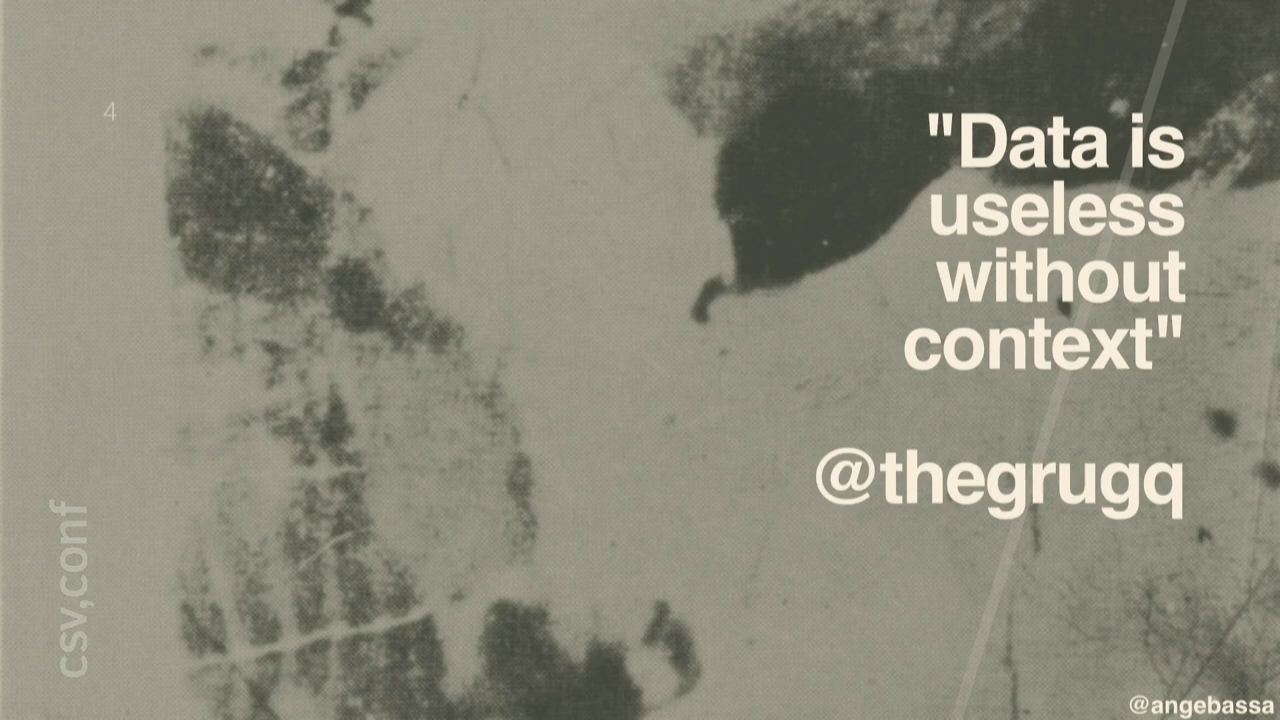 4
"Data is
useless
without
context"
@thegrugq
csv,conf
@angebassa